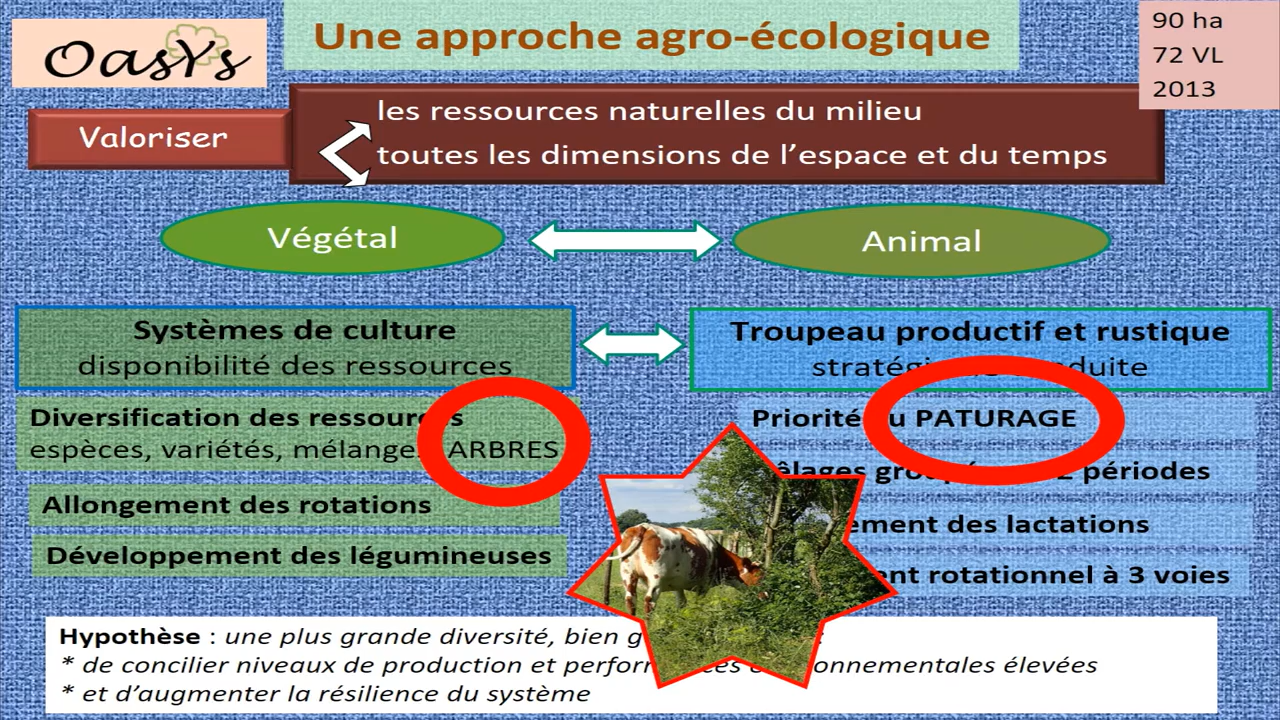 OasYs
Une approche agro-écologique
90 ha
72 VL
2013
Valoriser
les ressources naturelles du milieu
toutes les dimensions de l’espace et du temps
Végétal
Animal
Systèmes de culture
disponibilité des ressources
Troupeau productif et rustique
Diversification des ressources
espèces, variétés, mélange ARBRES
Allongement des rotations
Développement des légumineuses
Priorité PATURAGE
périodes
des lactations
rotationnel à 3 voies
Hypothèse : une plus grande diversité, bien
* de concilier niveaux de production et élevées
* et d’augmenter la résilience du système